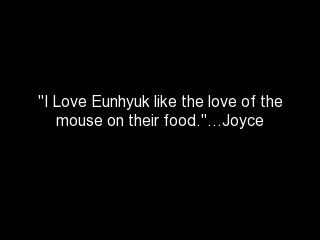 "I Love Eunhyuk like the love of the
mouse on their food."...Joyce